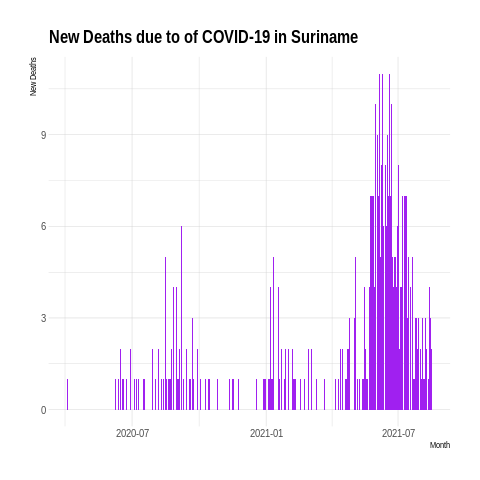 New Deaths due to of COVID-19 in Suriname
New Deaths
9
6
3
0
2020-07
2021-01
2021-07
Month